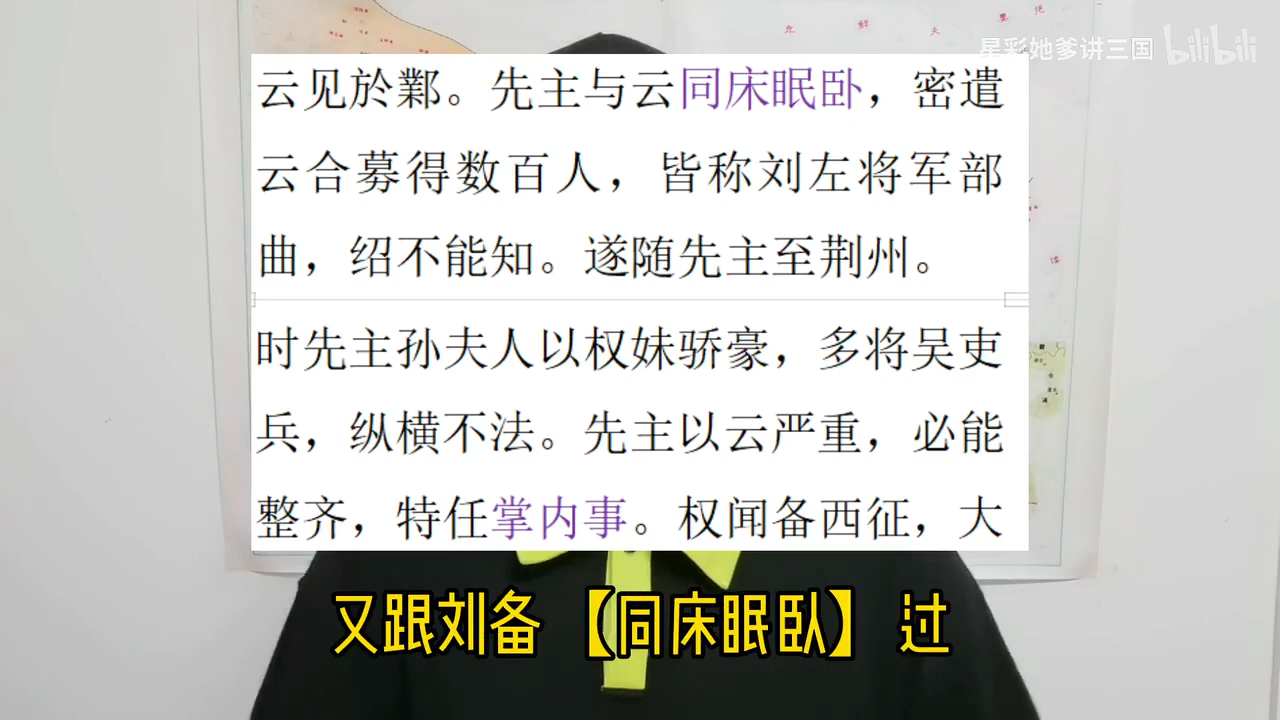 星彩她爹讲三国 bilibili
云见於鄴。先主与云同床眠卧，密遣
云合募得数百人，皆称刘左将军部
曲，绍不能知。遂随先主至荆州。
时先主孙夫人以权妹骄豪，多将吴吏
兵，纵横不法。先主以云严重，必能
整齐，特任掌内事。权闻备西征，大
又跟刘备【同床眠卧】过